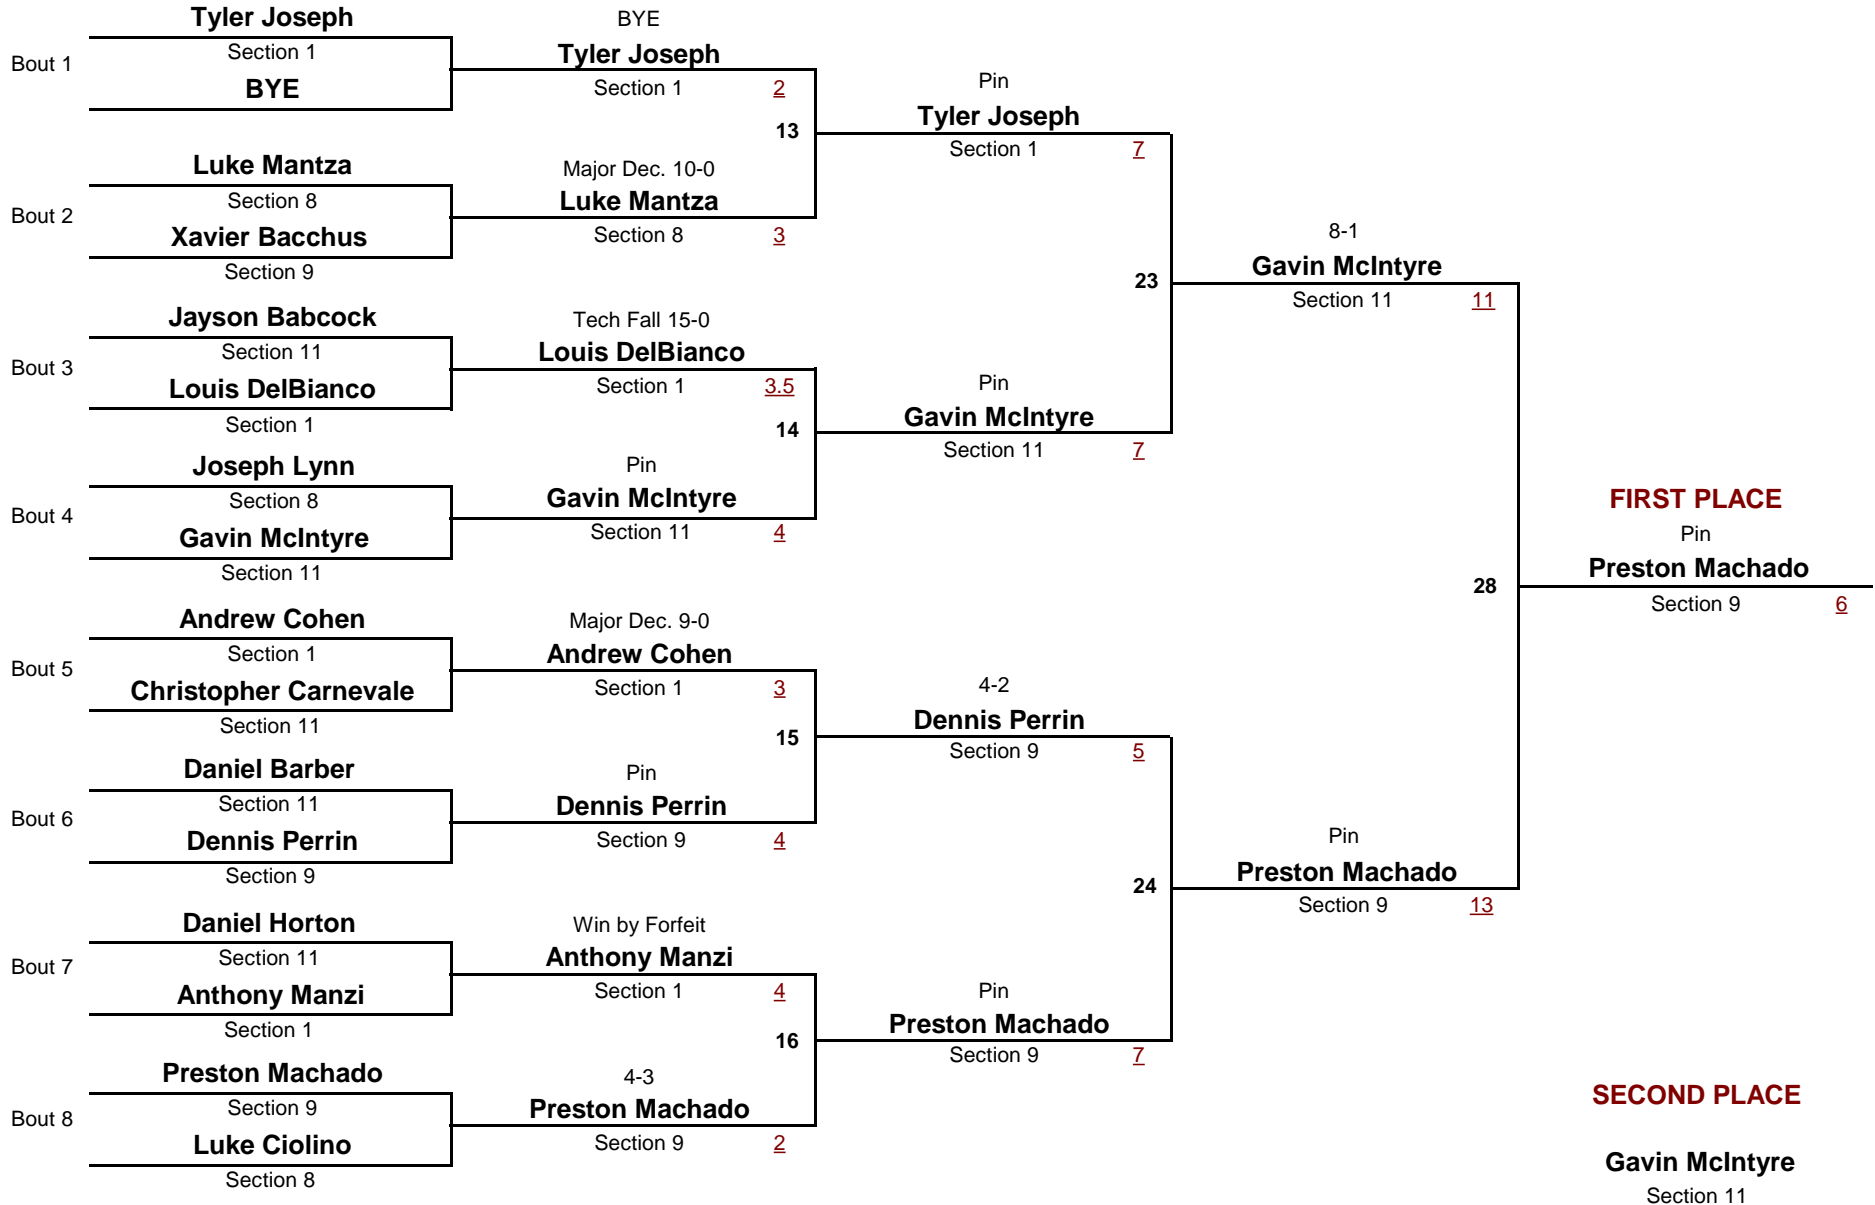 Tyler Joseph
Bout 1
Section 1
BYE
Luke Mantza
Bout 2
Section 8
Xavier Bacchus
Section 9
Jayson Babcock
Bout 3
Section 11
Louis DelBianco
Section 1
Joseph Lynn
Bout 4
Section 8
Gavin McIntyre
Section 11
Andrew Cohen
Bout 5
Section 1
Christopher Carnevale
Section 11
Daniel Barber
Bout 6
Section 11
Dennis Perrin
Section 9
Daniel Horton
Bout 7
Section 11
Anthony Manzi
Section 1
Preston Machado
Bout 8
Section 9
Luke Ciolino
Section 8
BYE
Tyler Joseph
Section 1 2
13
Major Dec. 10-0
Luke Mantza
Section 8 3
Tech Fall 15-0
Louis DelBianco
Section 1 3.5
14
Pin
Gavin McIntyre
Section 11 4
Major Dec. 9-0
Andrew Cohen
Section 1 3
15
Pin
Dennis Perrin
Section 9 4
Win by Forfeit
Anthony Manzi
Section 1 4
16
4-3
Preston Machado
Section 9 2
Pin
Tyler Joseph
Section 1 7
23
Pin
Gavin McIntyre
Section 11 7
4-2
Dennis Perrin
Section 9 5
24
Pin
Preston Machado
Section 9 7
8-1
Gavin McIntyre
Section 11 11
28
Pin
Preston Machado
Section 9 13
FIRST PLACE
Pin
Preston Machado
Section 9 6
SECOND PLACE
Gavin McIntyre
Section 11